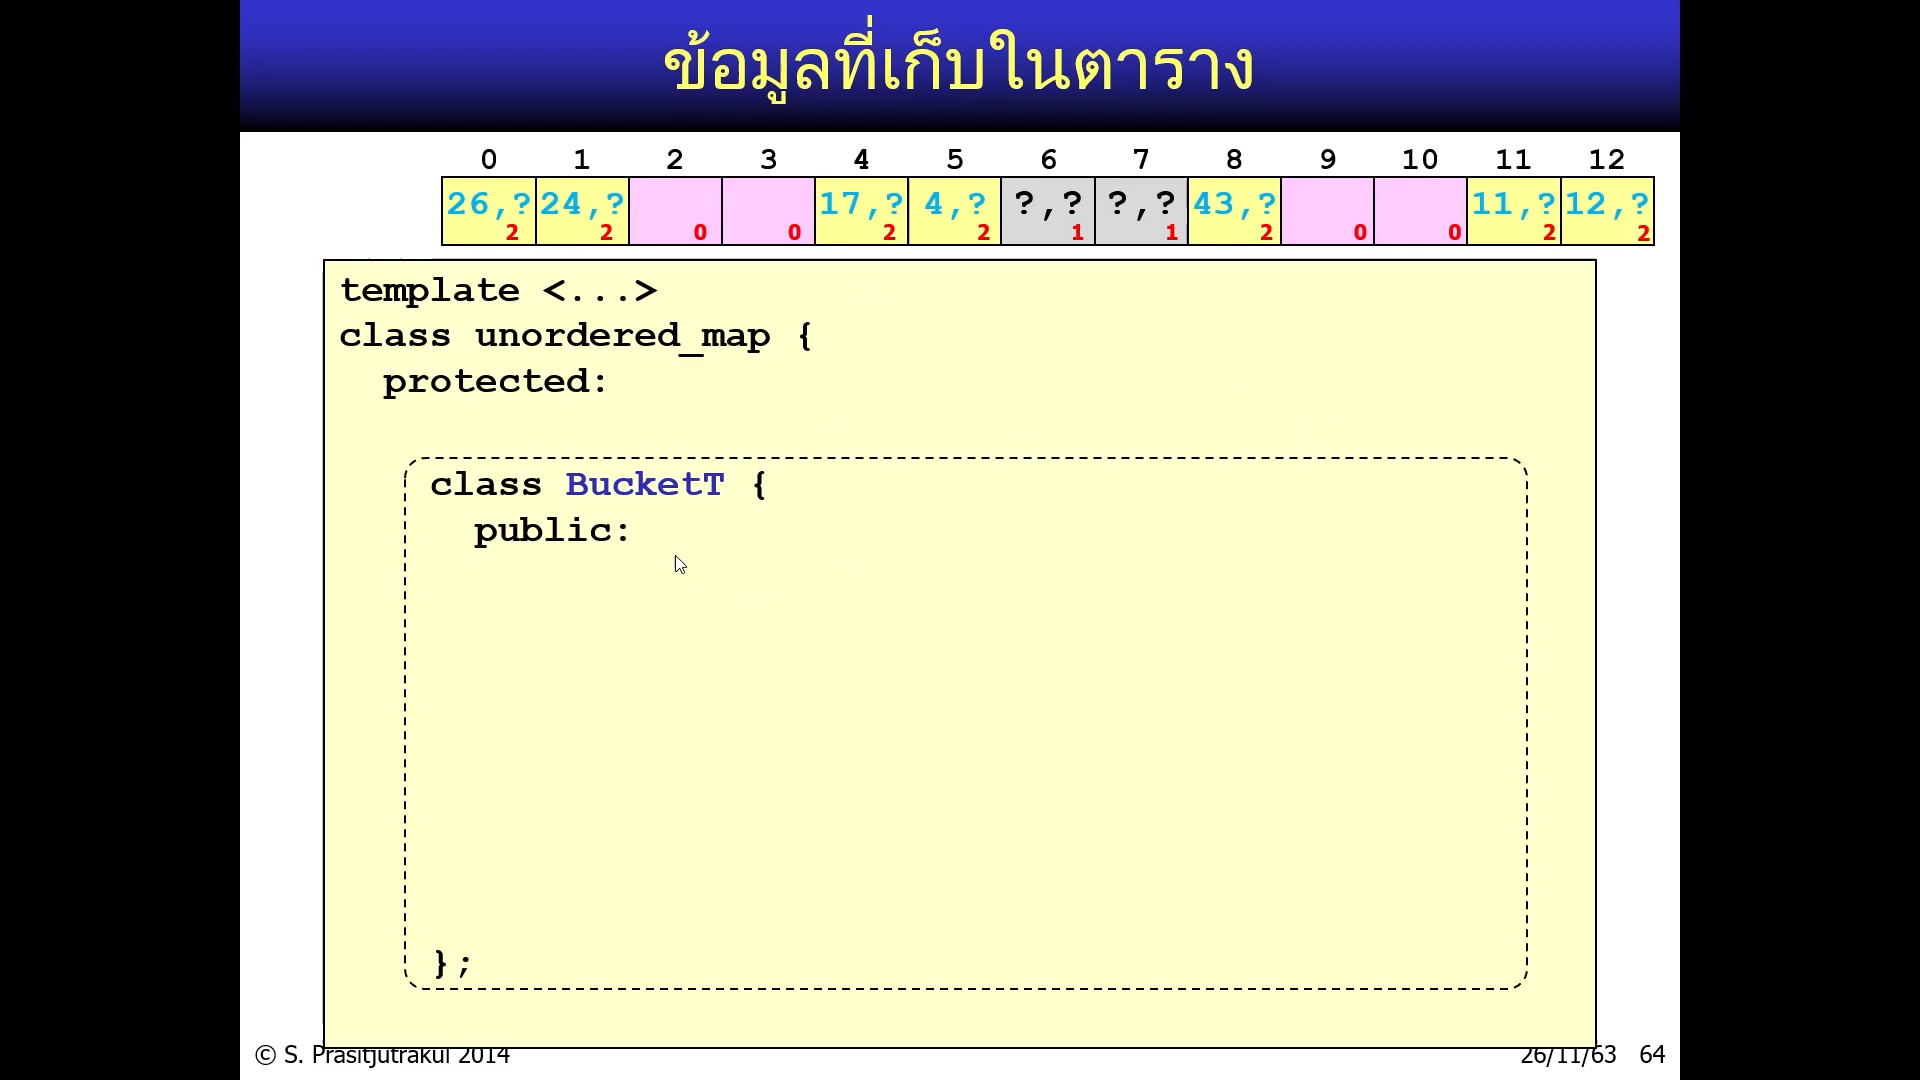 ข้อมูลที่เก็บในตาราง
0 1 2 3 4 5 6 7 8 9 10 11 12
26,? 24,? 17,? 4,? ?,? ?,? 43,? 11,? 12,?
2 2 0 0 2 2 1 1 2 0 0 2 2
template <...>
class unordered_map {
protected:
class BucketT {
public:
};
© S. Prasitjutrakul 2014
26/11/63 64